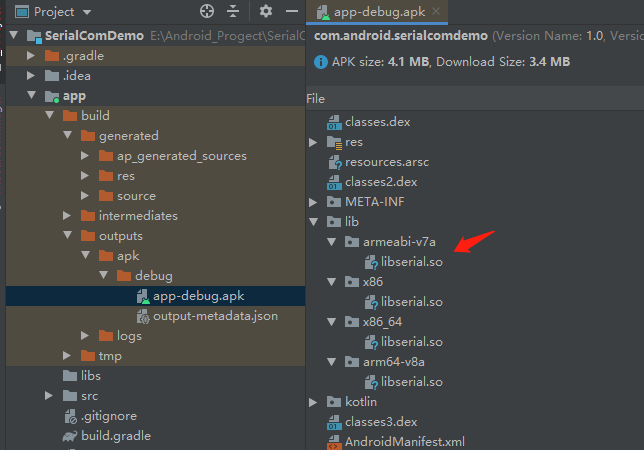 Project
SerialComDemo E:\Android_Progect\SerialC
.gradle
.idea
app
build
generated
ap_generated_sources
res
source
intermediates
outputs
apk
debug
app-debug.apk
output-metadata.json
logs
tmp
libs
src
.gitignore
build.gradle
app-debug.apk
com.android.serialcomdemo (Version Name: 1.0,
APK size: 4.1 MB, Download Size: 3.4 MB
File
classes.dex
res
resources.arsc
classes2.dex
META-INF
lib
armeabi-v7a
libserial.so
x86
libserial.so
x86_64
libserial.so
arm64-v8a
libserial.so
kotlin
classes3.dex
AndroidManifest.xml